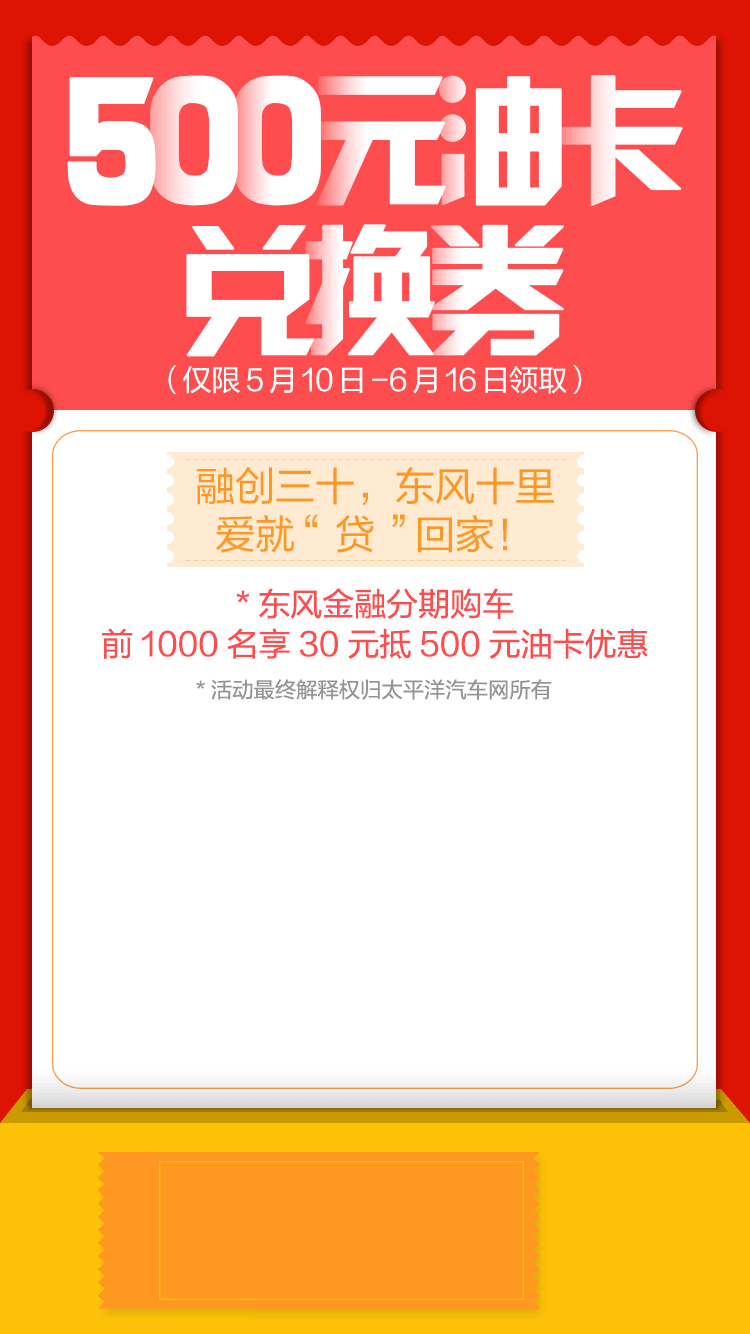 500元油卡
兑换券
（仅限5月10日-6月16日领取）
融创三十，东风十里
爱就“贷”回家！
*东风金融分期购车
前1000名享30元抵500元油卡优惠
*活动最终解释权归太平洋汽车网所有